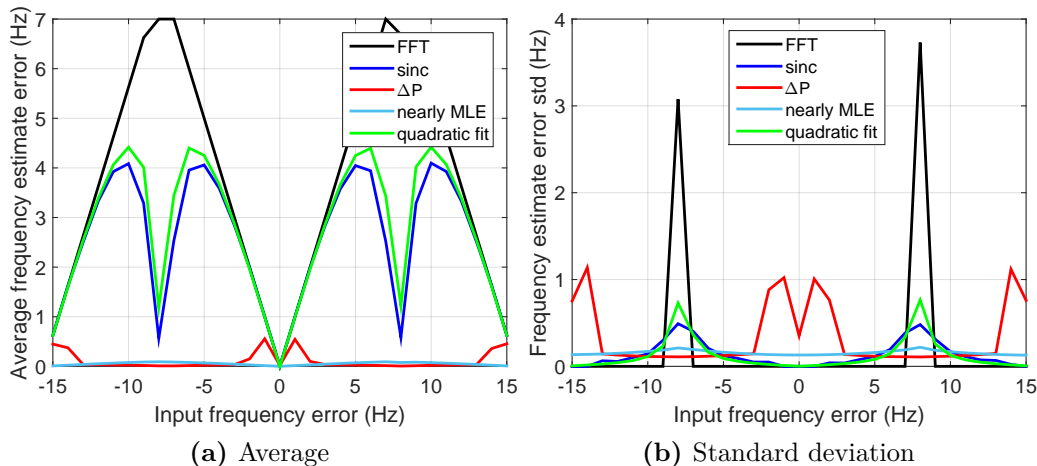 7
6
5
4
3
2
1
0
Average frequency estimate error (Hz)
FFT
sinc
ΔP
nearly MLE
quadratic fit
-15 -10 -5 0 5 10 15
Input frequency error (Hz)
(a) Average
4
3
2
1
0
Frequency estimate error std (Hz)
FFT
sinc
ΔP
nearly MLE
quadratic fit
-15 -10 -5 0 5 10 15
Input frequency error (Hz)
(b) Standard deviation